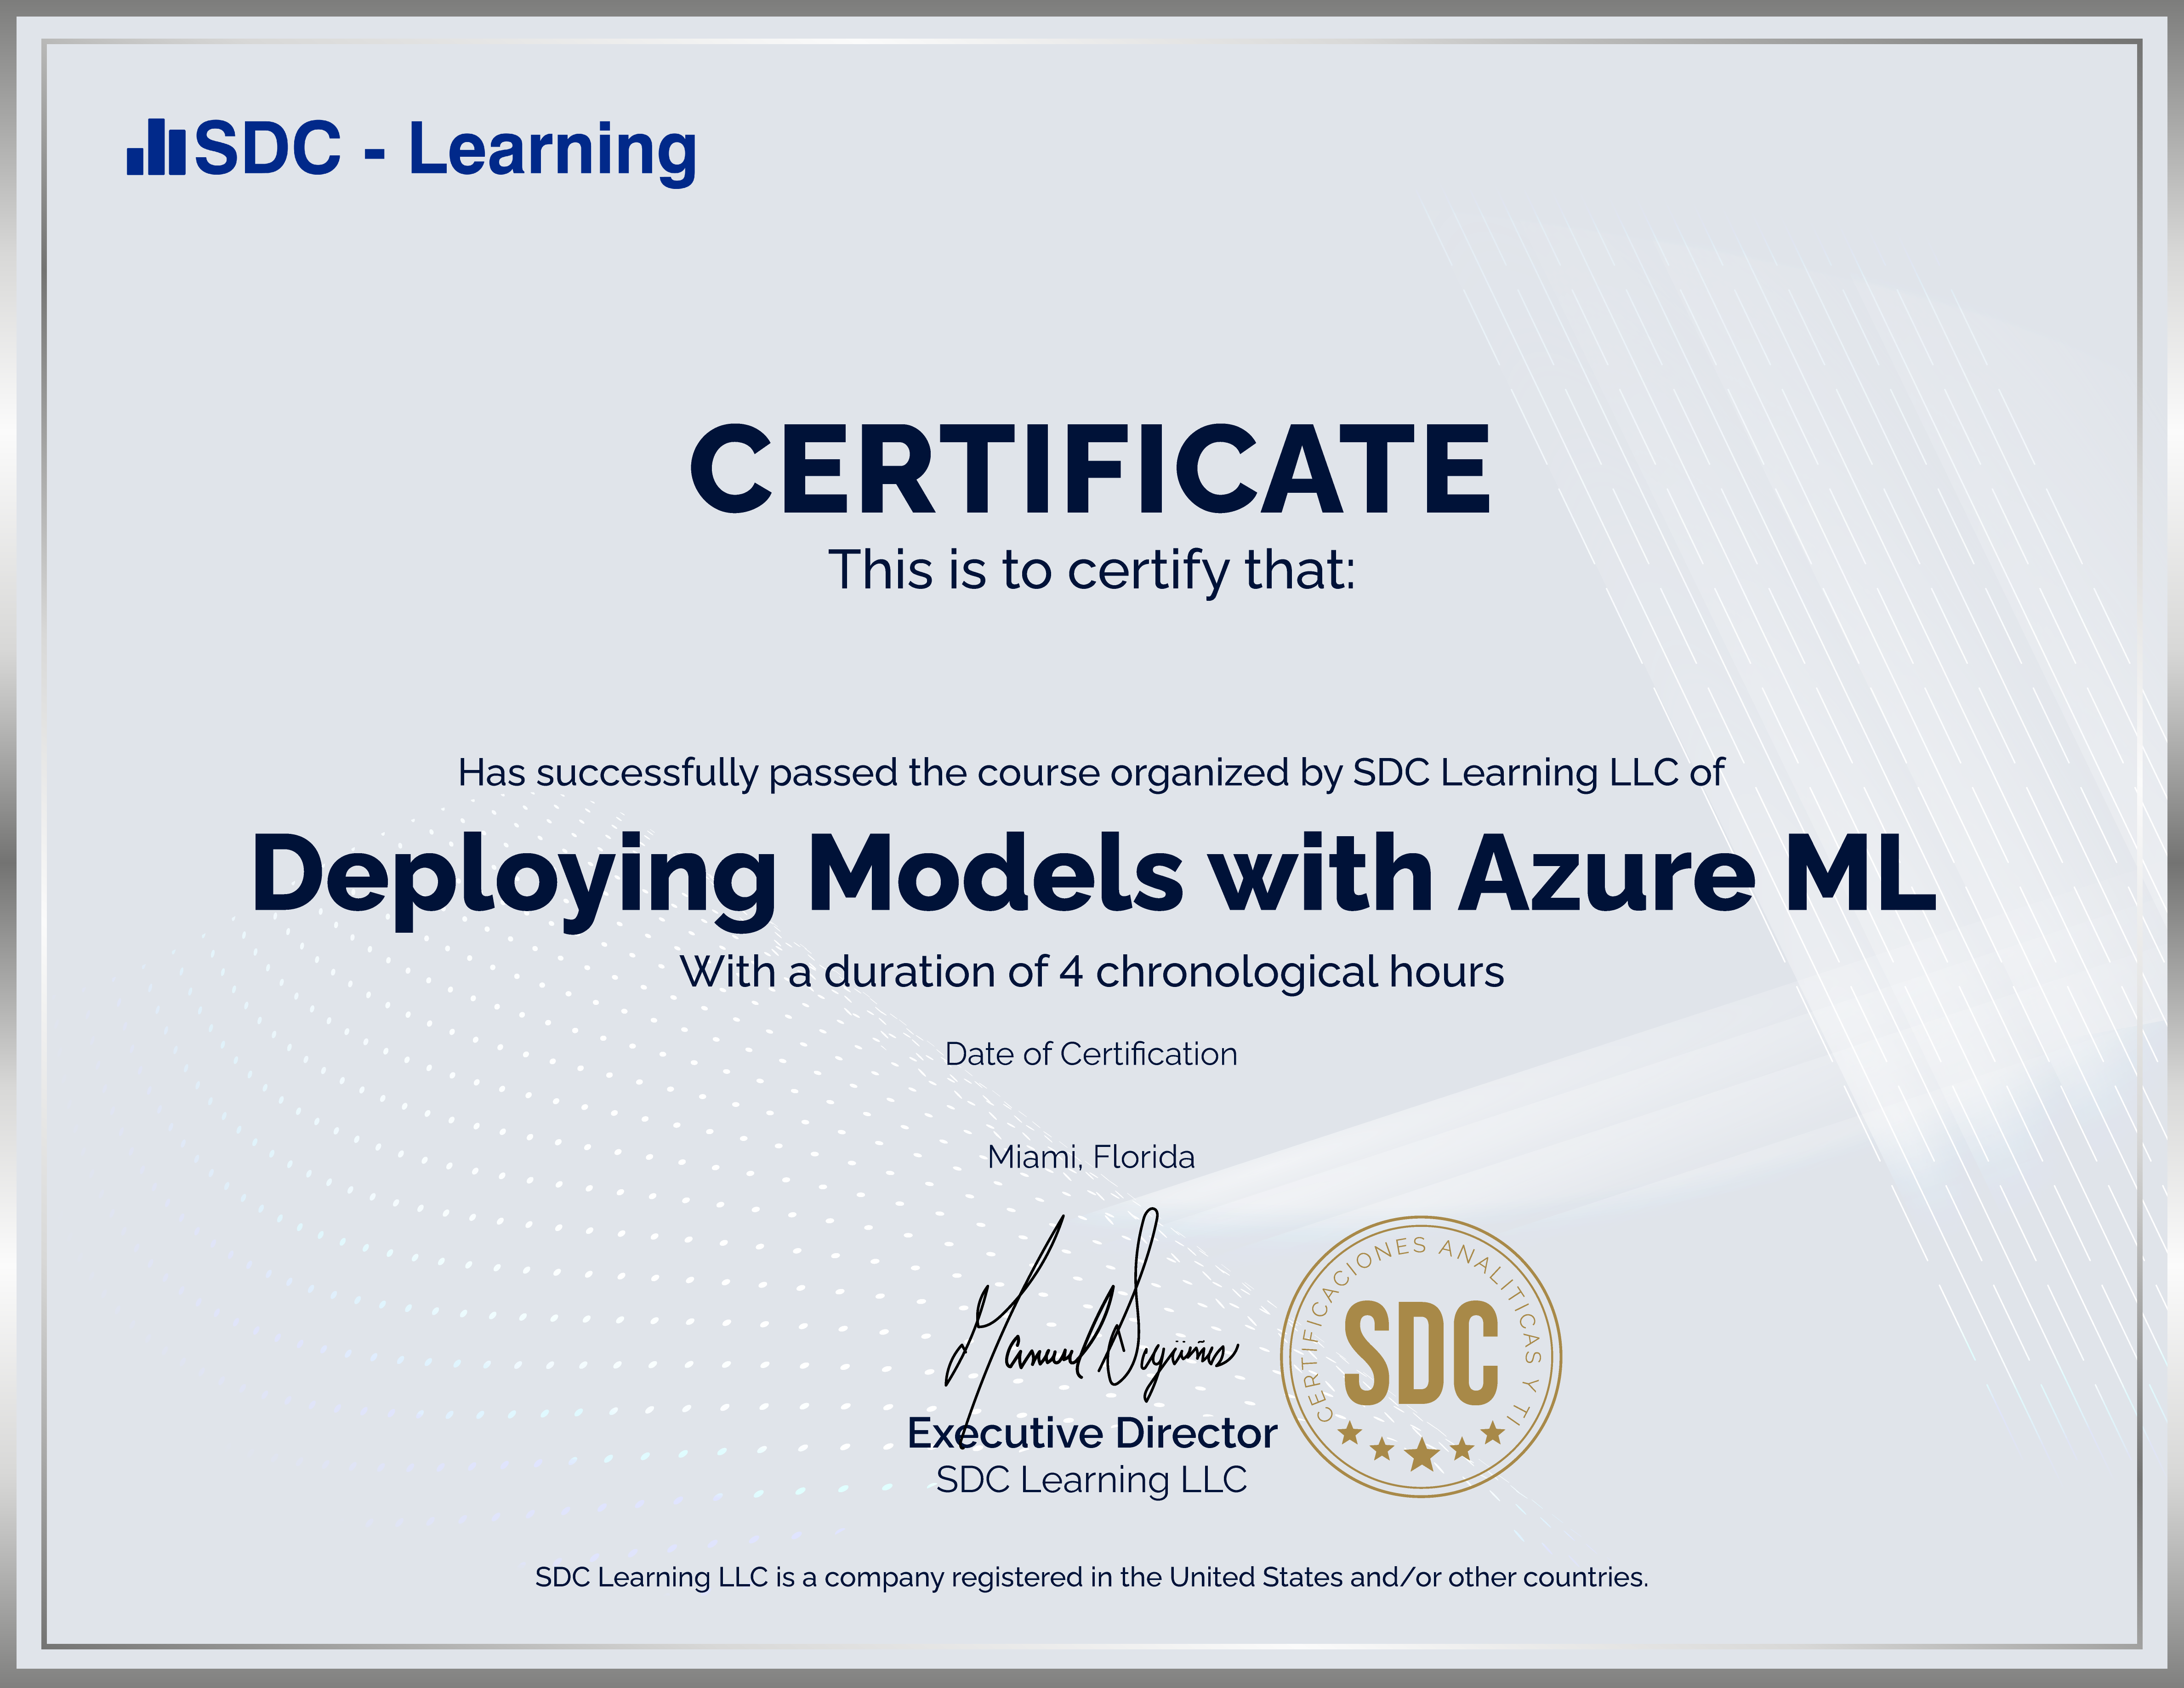 SDC - Learning
CERTIFICATE
This is to certify that:
Has successfully passed the course organized by SDC Learning LLC of
Deploying Models with Azure ML
With a duration of 4 chronological hours
Date of Certification
Miami, Florida
Executive Director
SDC Learning LLC
CERTIFICACIONES ANALITICAS Y TI
SDC
SDC Learning LLC is a company registered in the United States and/or other countries.